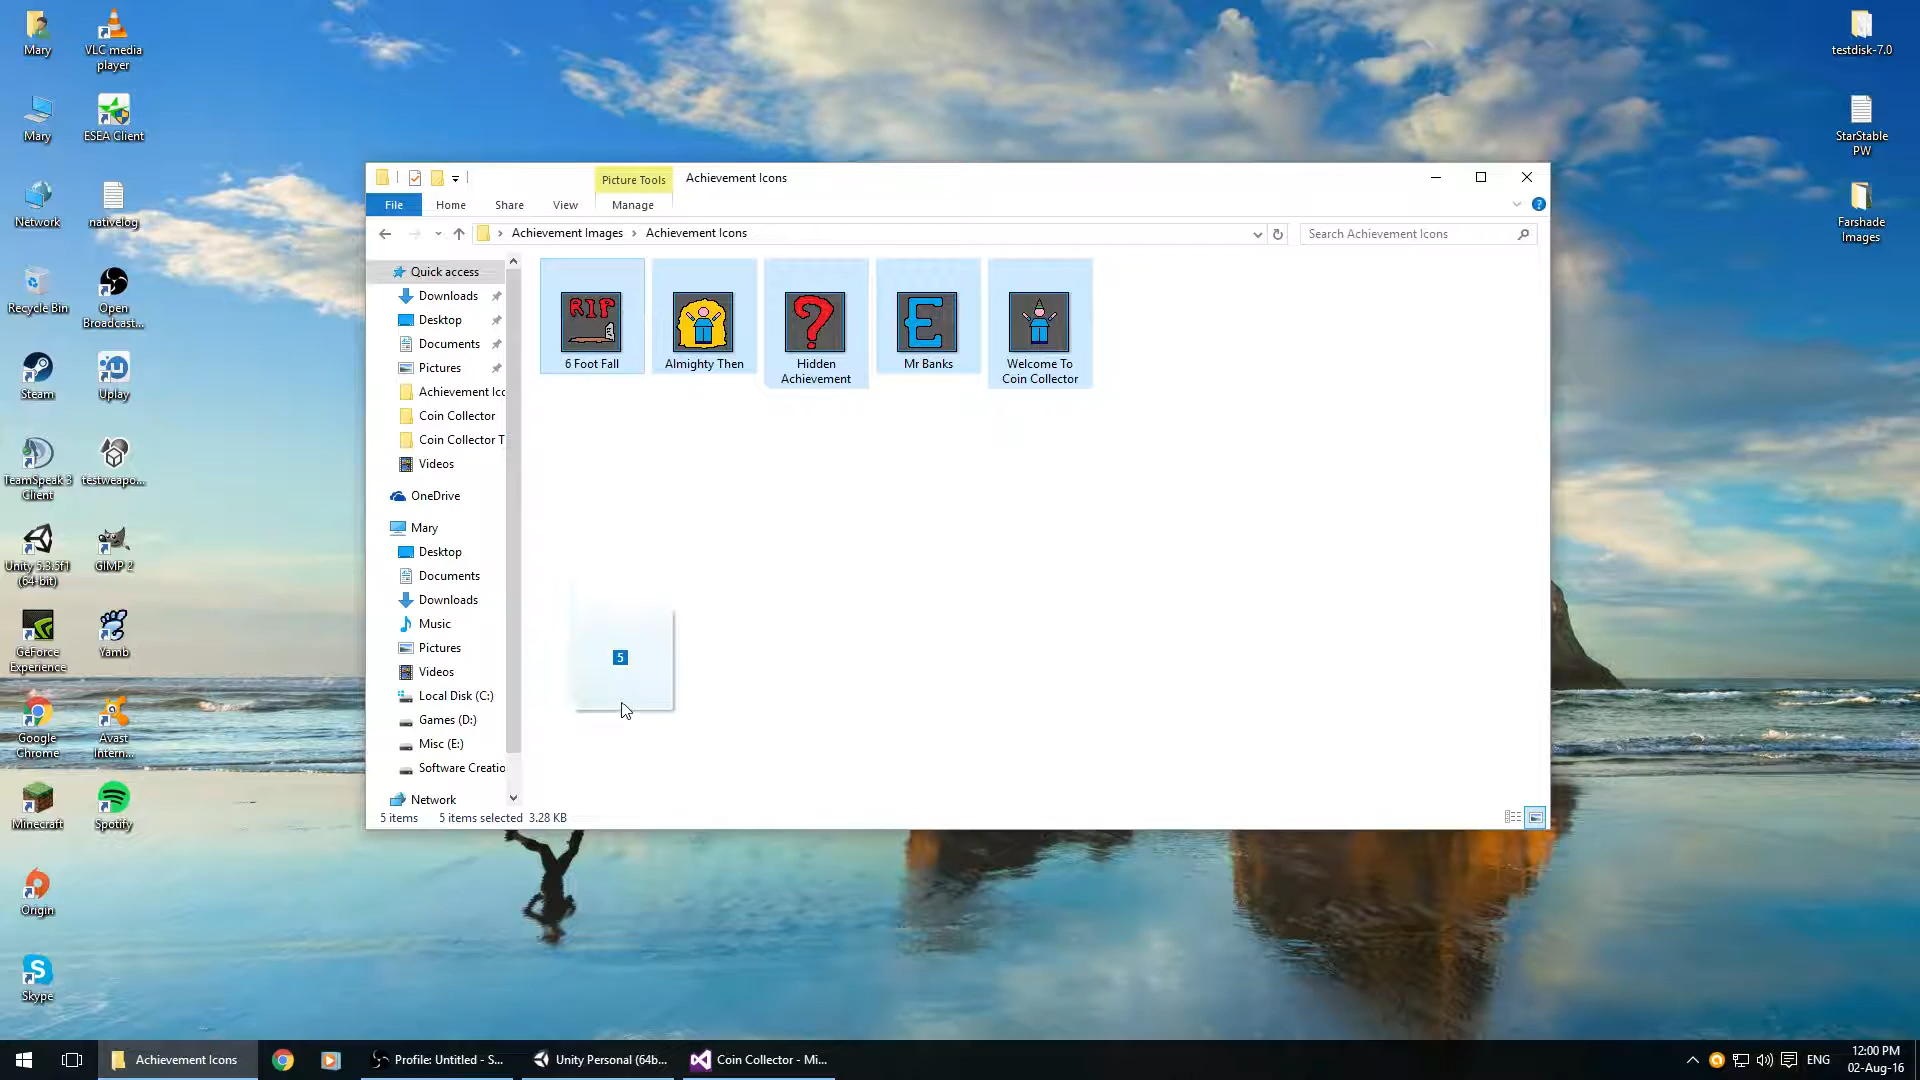 Mary
VLC media
player
testdisk-7.0
Mary
ESEA Client
StarStable
PW
Network
nativelog
Farshade
Images
Recycle Bin
Open
Broadcast...
Steam
Uplay
TeamSpeak 3
Client
testweapo...
Unity 5.3.5f1
(64-bit)
GIMP 2
GeForce
Experience
Yamb
Google
Chrome
Avast
Intern...
Minecraft
Spotify
Origin
Skype
Picture Tools
Achievement Icons
File
Home
Share
View
Manage
Achievement Images > Achievement Icons
Search Achievement Icons
Quick access
Downloads
Desktop
Documents
Pictures
Achievement Ico
Coin Collector
Coin Collector T
Videos
OneDrive
Mary
Desktop
Documents
Downloads
Music
Pictures
Videos
Local Disk (C:)
Games (D:)
Misc (E:)
Software Creatio
Network
RIP
?
E
6 Foot Fall
Almighty Then
Hidden
Achievement
Mr Banks
Welcome To
Coin Collector
5
5 items
5 items selected 3.28 KB
Achievement Icons
Profile: Untitled - S...
Unity Personal (64b...
Coin Collector - Mi...
ENG
12:00 PM
02-Aug-16